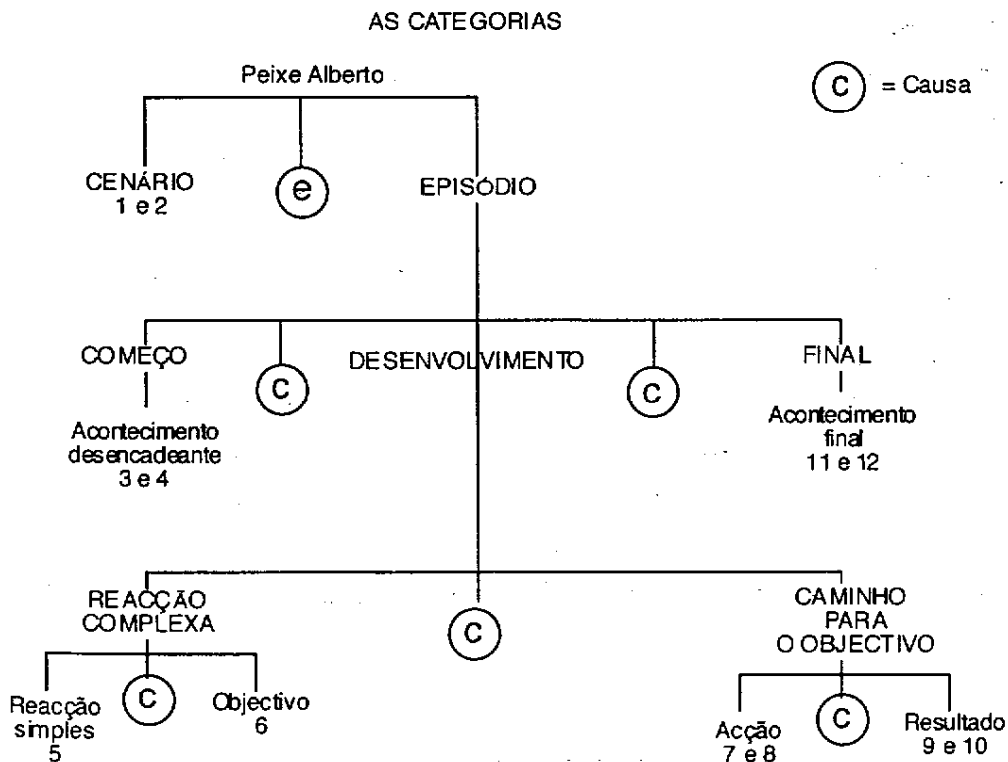 AS CATEGORIAS
Peixe Alberto
C = Causa
CENÁRIO
1 e 2
e
EPISÓDIO
COMEÇO
C
DESENVOLVIMENTO
C
FINAL
Acontecimento
desencadeante
3 e 4
Acontecimento
final
11 e 12
REACÇÃO
COMPLEXA
C
CAMINHO
PARA
O OBJECTIVO
Reacção
simples
5
C
Objectivo
6
Acção
7 e 8
C
Resultado
9 e 10